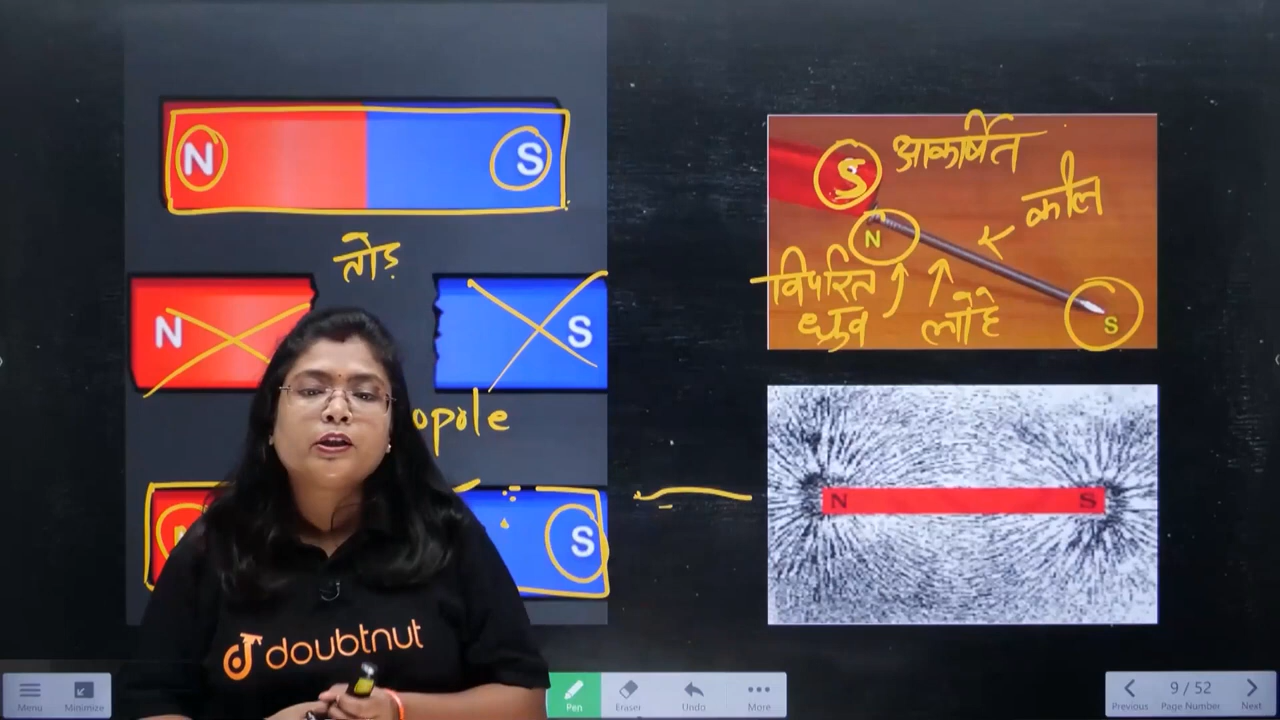 N
S
तोड़
N
S
opole
S
S
आकर्षित
कील
N
विपरित
ध्रुव
लोहे
S
N
S
doubtnut
Menu
Minimize
Pen
Eraser
Undo
More
Previous
9 / 52
Page Number
Next